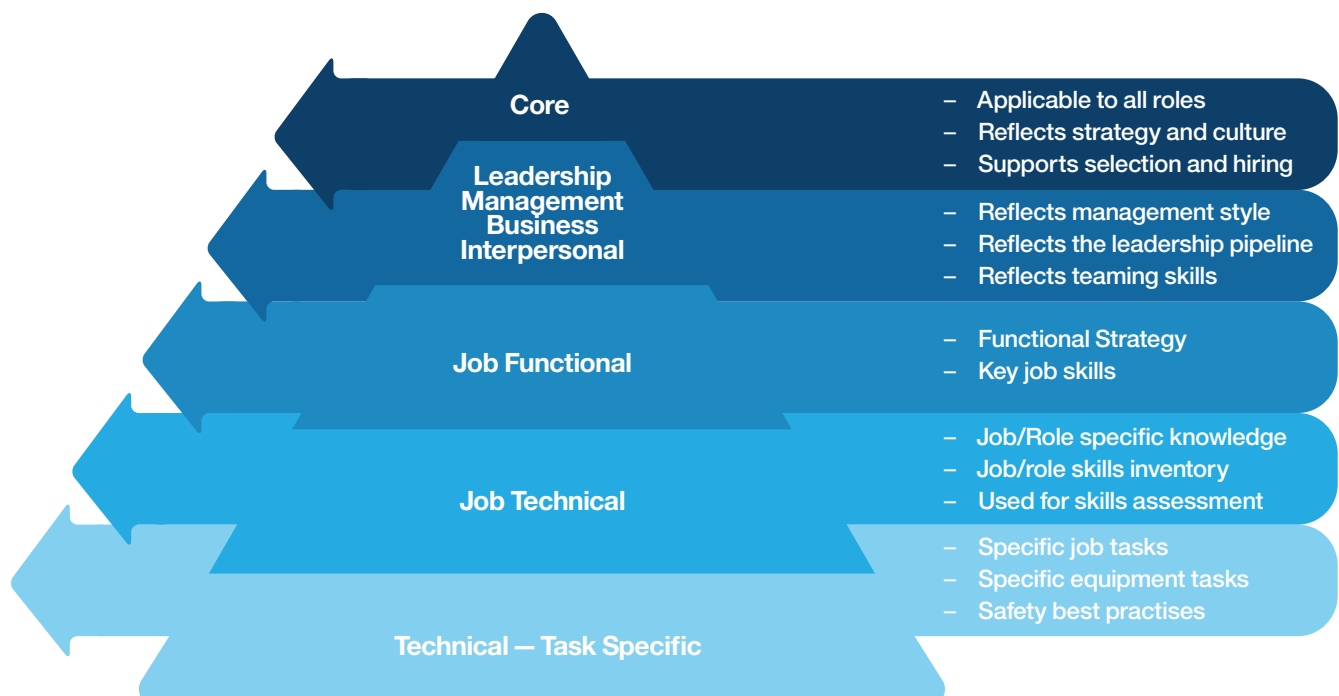 Core
– Applicable to all roles
– Reflects strategy and culture
– Supports selection and hiring
Leadership
Management
Business
Interpersonal
– Reflects management style
– Reflects the leadership pipeline
– Reflects teaming skills
Job Functional
– Functional Strategy
– Key job skills
Job Technical
– Job/Role specific knowledge
– Job/role skills inventory
– Used for skills assessment
Technical — Task Specific
– Specific job tasks
– Specific equipment tasks
– Safety best practises